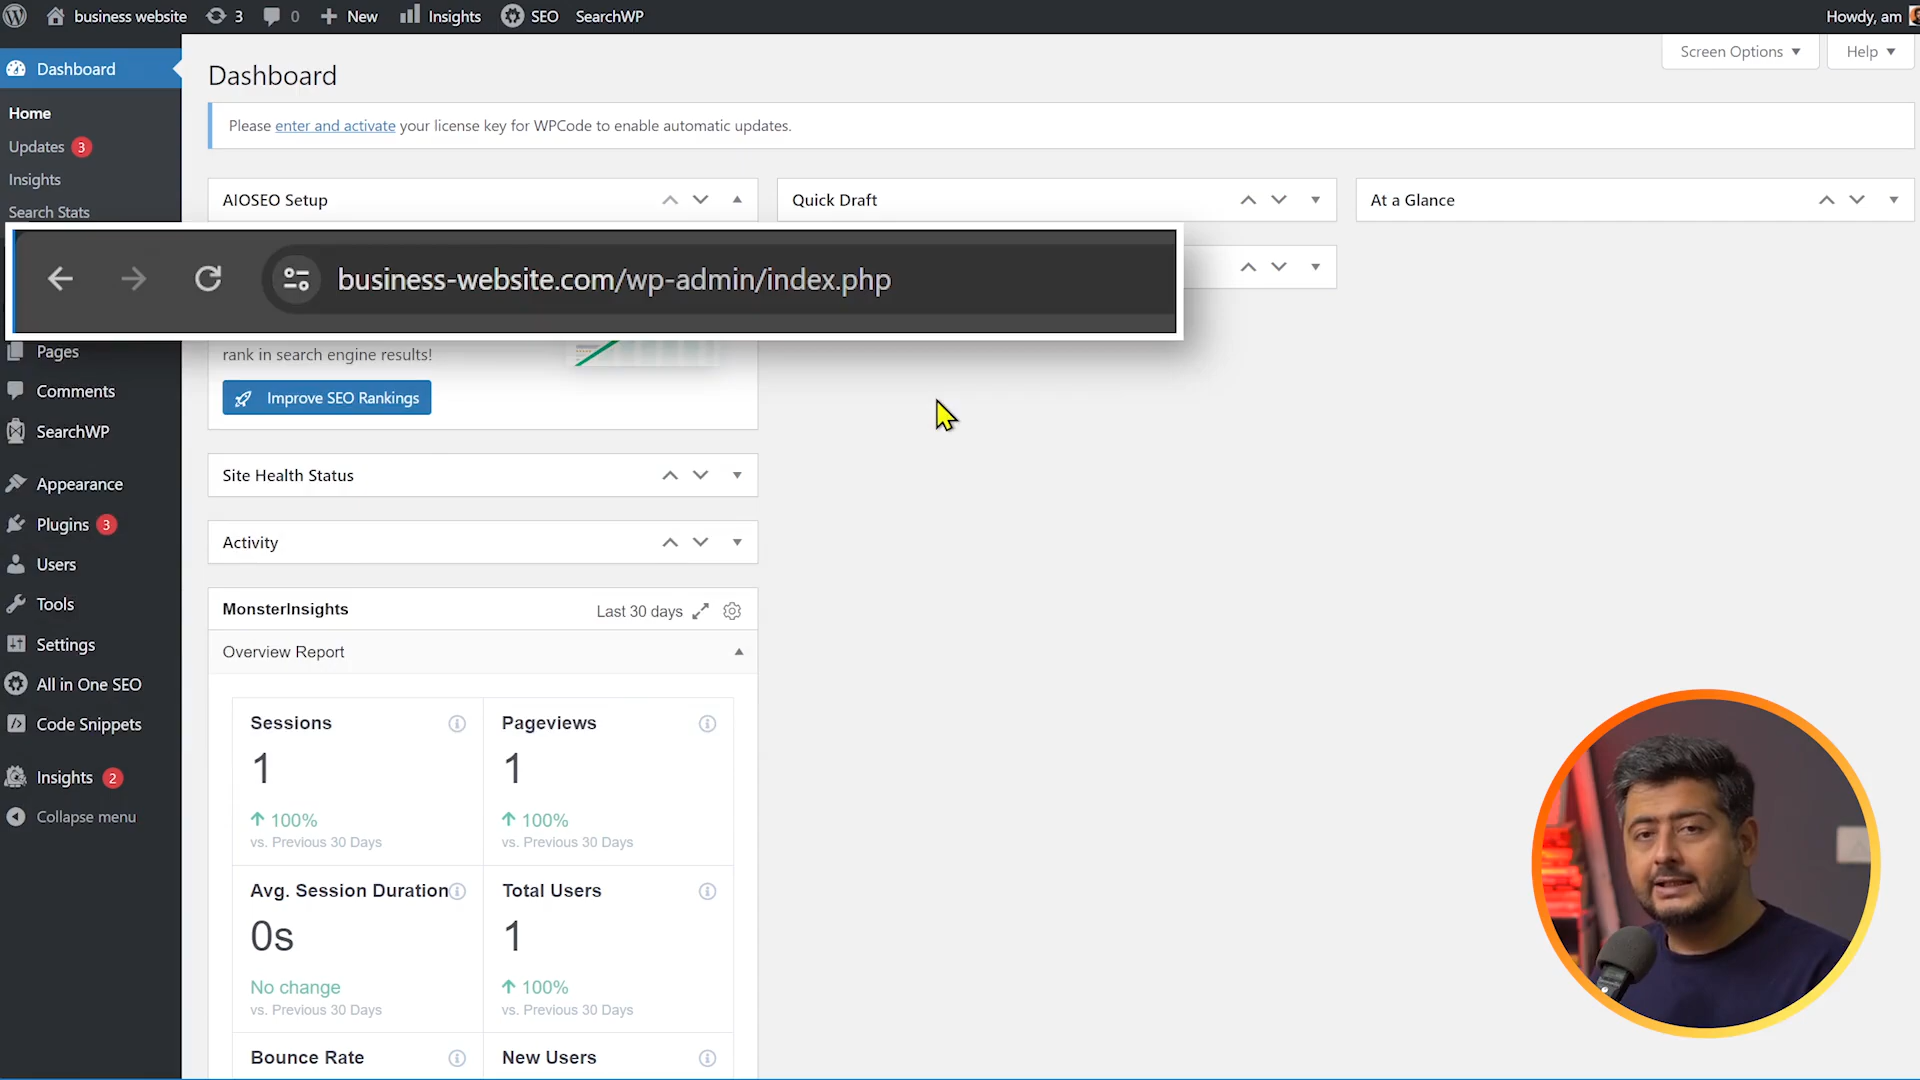 business website 3 0 New Insights SEO SearchWP Howdy, am
Screen Options Help
Dashboard
Home
Updates 3
Insights
Search Stats
Pages
Comments
SearchWP
Appearance
Plugins 3
Users
Tools
Settings
All in One SEO
Code Snippets
Insights 2
Collapse menu
Dashboard
Please enter and activate your license key for WPCode to enable automatic updates.
AIOSEO Setup
Quick Draft
At a Glance
business-website.com/wp-admin/index.php
rank in search engine results!
Improve SEO Rankings
Site Health Status
Activity
MonsterInsights Last 30 days
Overview Report
Sessions
1
100%
vs. Previous 30 Days
Pageviews
1
100%
vs. Previous 30 Days
Avg. Session Duration
0s
No change
vs. Previous 30 Days
Total Users
1
100%
vs. Previous 30 Days
Bounce Rate
New Users